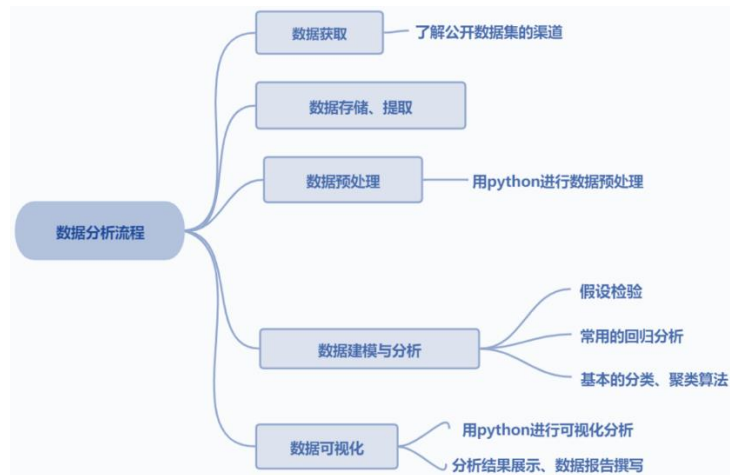 数据获取
了解公开数据集的渠道
数据存储、提取
数据预处理
用python进行数据预处理
数据分析流程
数据建模与分析
假设检验
常用的回归分析
基本的分类、聚类算法
数据可视化
用python进行可视化分析
分析结果展示、数据报告撰写